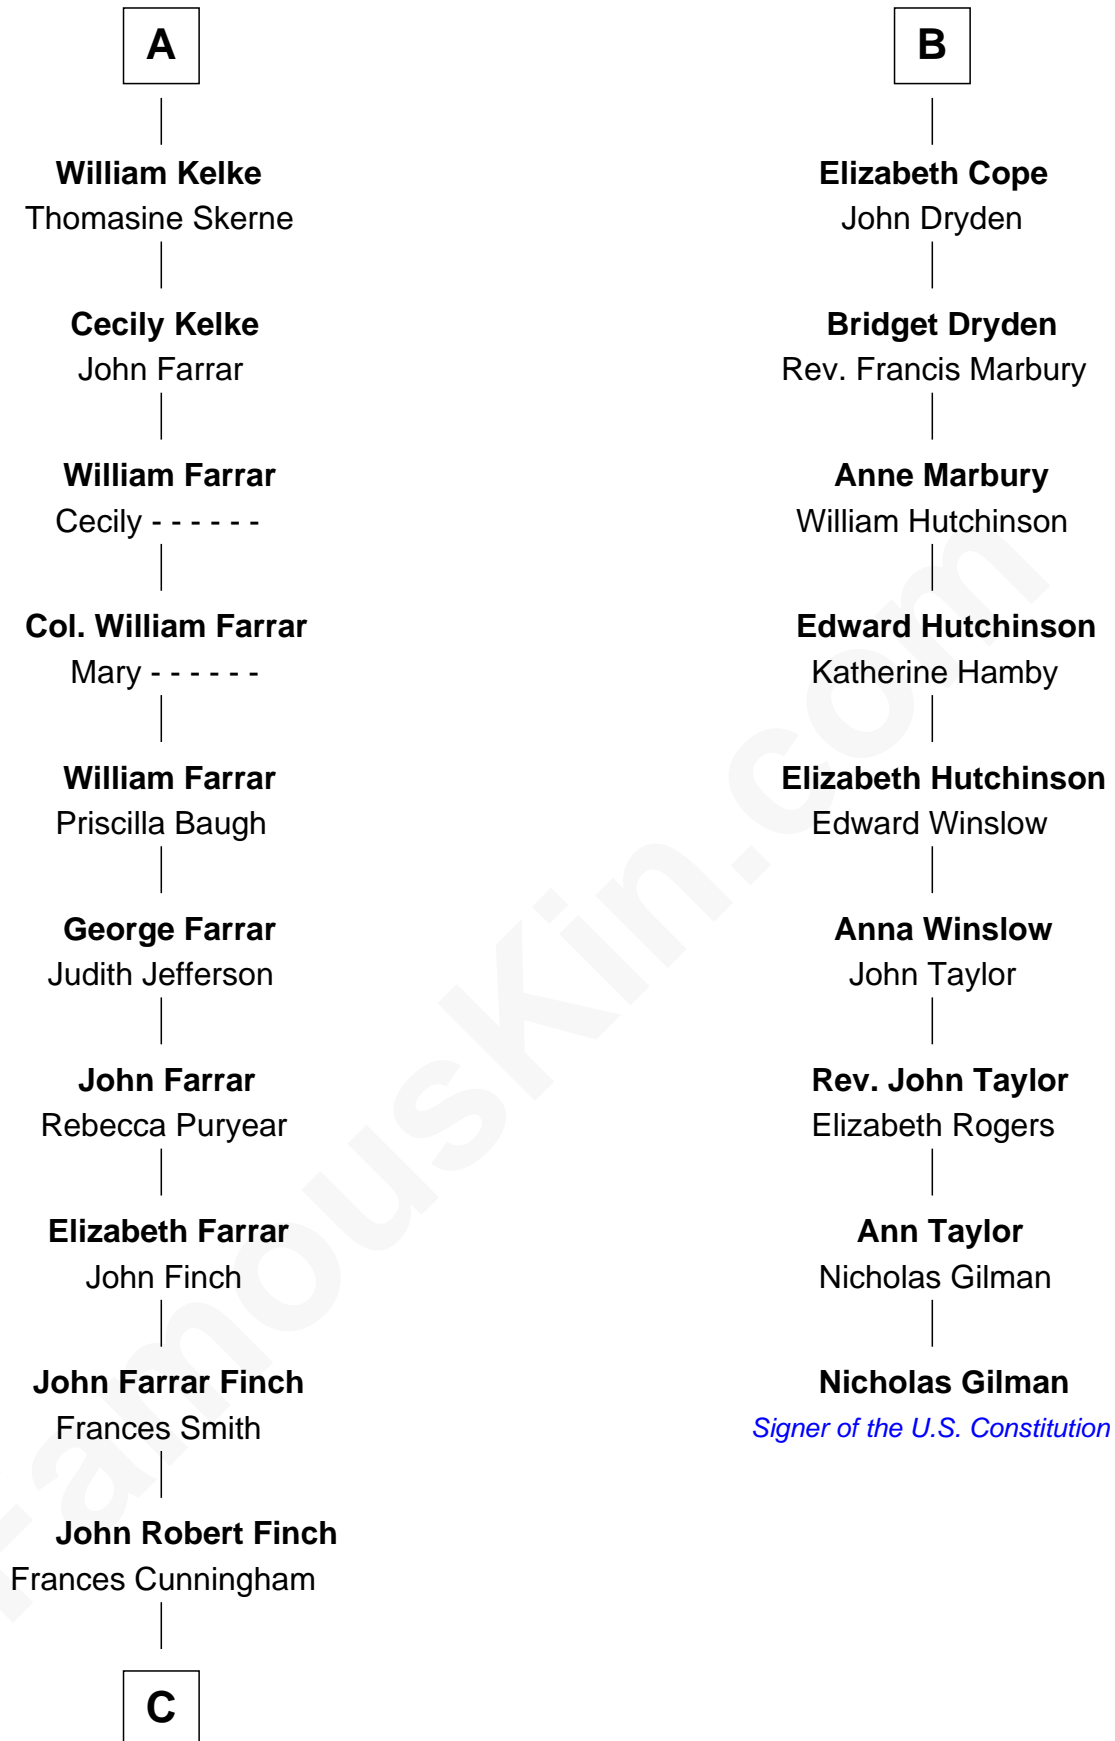 A
William Kelke
Thomasine Skerne
Cecily Kelke
John Farrar
William Farrar
Cecily - - - - - -
Col. William Farrar
Mary - - - - - -
William Farrar
Priscilla Baugh
George Farrar
Judith Jefferson
John Farrar
Rebecca Puryear
Elizabeth Farrar
John Finch
John Farrar Finch
Frances Smith
John Robert Finch
Frances Cunningham
C
B
Elizabeth Cope
John Dryden
Bridget Dryden
Rev. Francis Marbury
Anne Marbury
William Hutchinson
Edward Hutchinson
Katherine Hamby
Elizabeth Hutchinson
Edward Winslow
Anna Winslow
John Taylor
Rev. John Taylor
Elizabeth Rogers
Ann Taylor
Nicholas Gilman
Nicholas Gilman
Signer of the U.S. Constitution
FamousKin.com